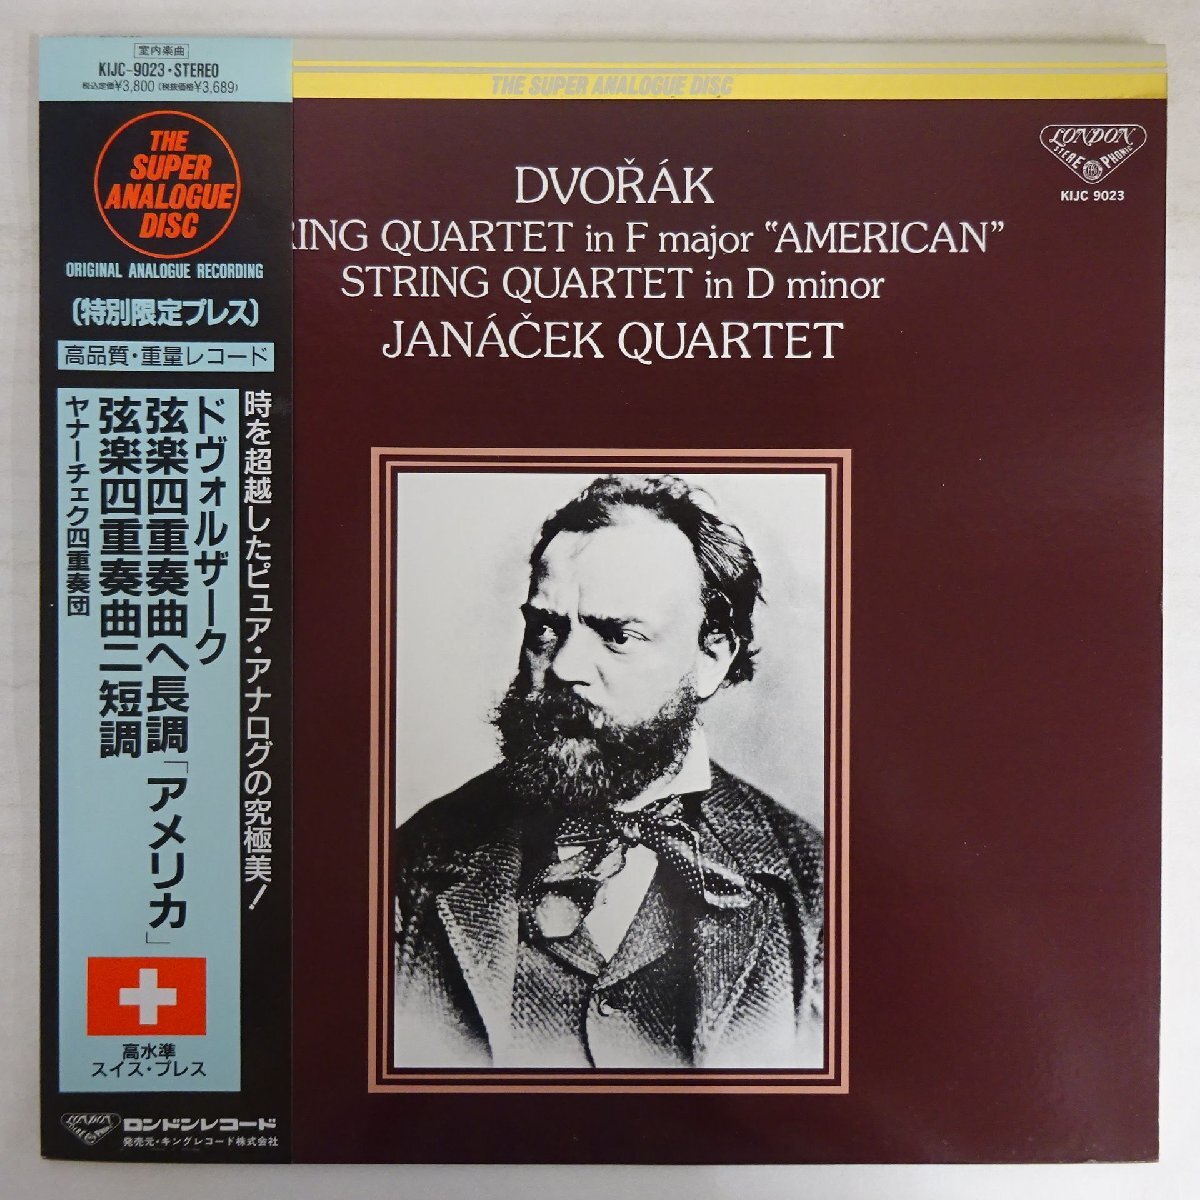 室内楽曲
KIJC-9023・STEREO
税込定価¥3,800(税抜価格¥3,689)
THE
SUPER
ANALOGUE
DISC
ORIGINAL ANALOGUE RECORDING
〔特別限定プレス〕
高品質・重量レコード
時を超越したピュア・アナログの究極美!
ドヴォルザーク
弦楽四重奏曲ヘ長調「アメリカ」
弦楽四重奏曲ニ短調
ヤナーチェク四重奏団
高水準
スイス・プレス
LONDON
ロンドンレコード
発売元・キングレコード株式会社
THE SUPER ANALOGUE DISC
LONDON
STEREOPHONIC
KIJC 9023
DVOŘÁK
RING QUARTET in F major “AMERICAN”
STRING QUARTET in D minor
JANÁČEK QUARTET